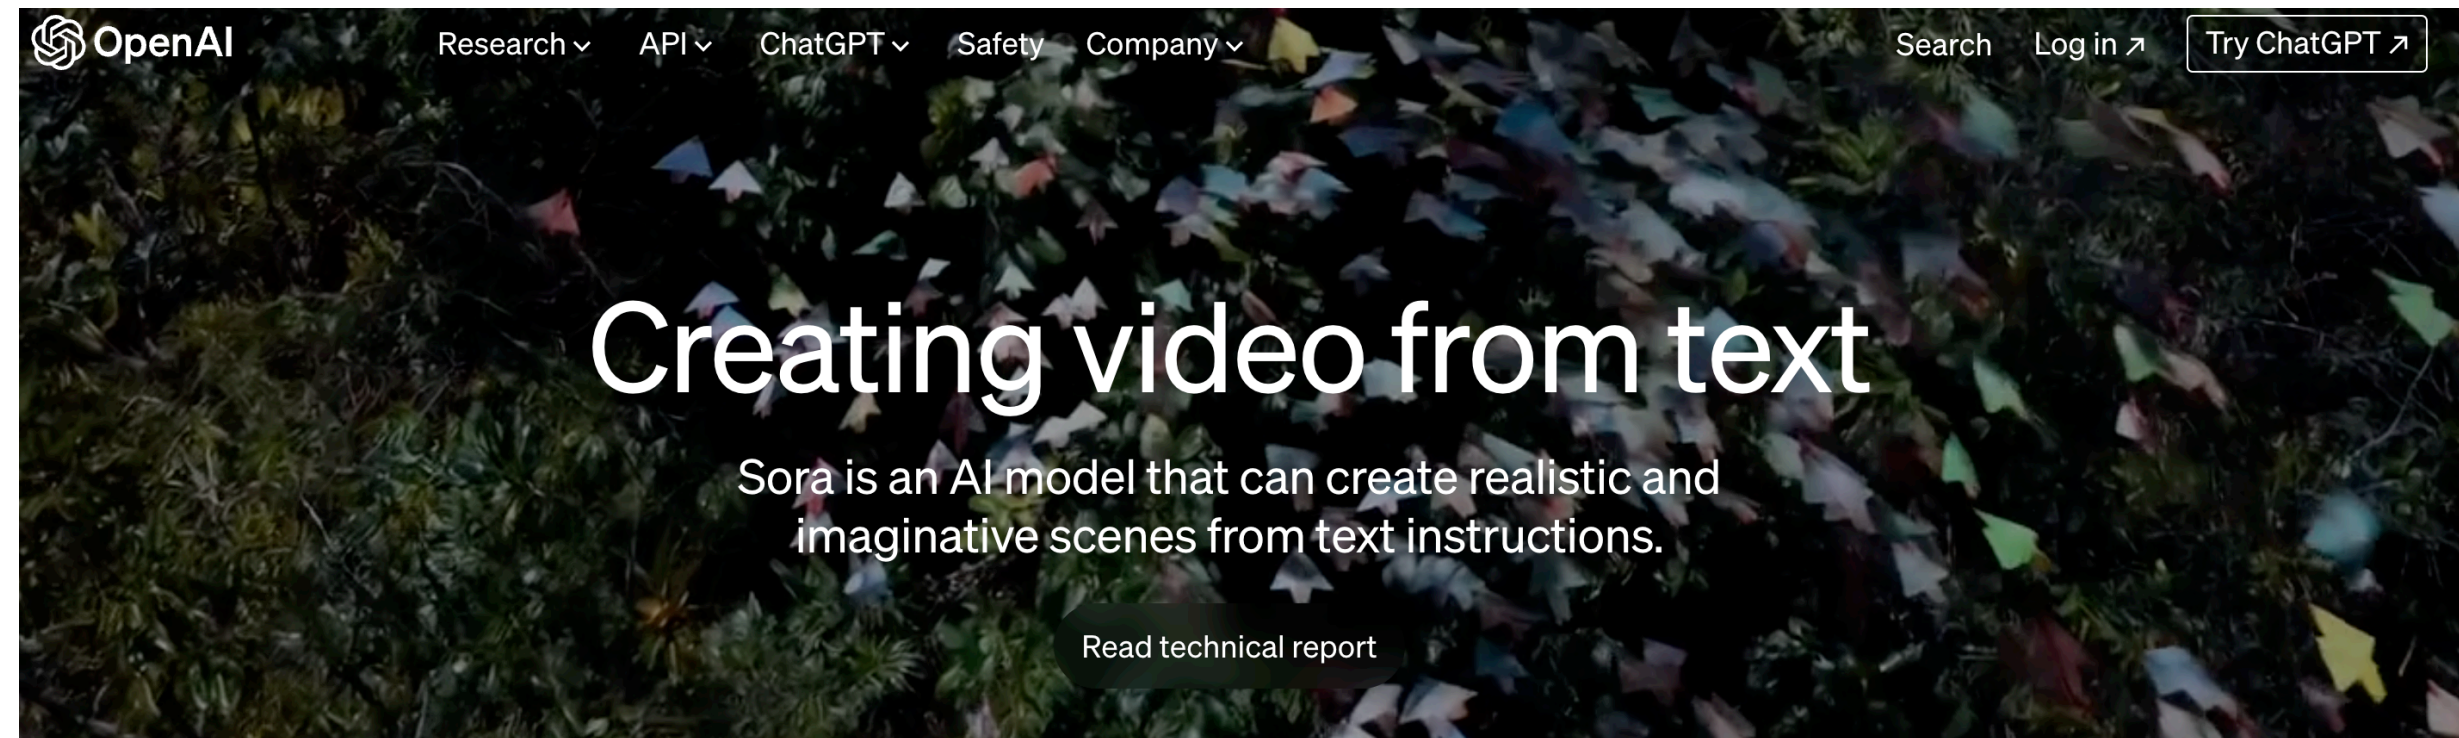 OpenAI
Research API ChatGPT Safety Company
Search Log in ↗ Try ChatGPT ↗
Creating video from text
Sora is an AI model that can create realistic and
imaginative scenes from text instructions.
Read technical report